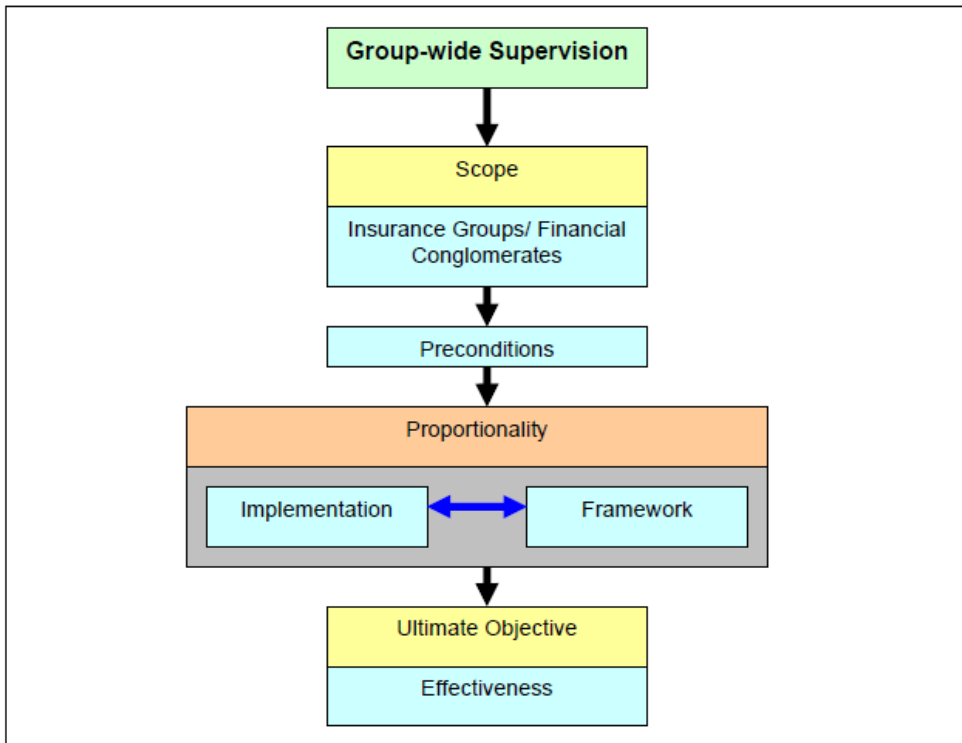 Group-wide Supervision
Scope
Insurance Groups/ Financial
Conglomerates
Preconditions
Proportionality
Implementation
Framework
Ultimate Objective
Effectiveness